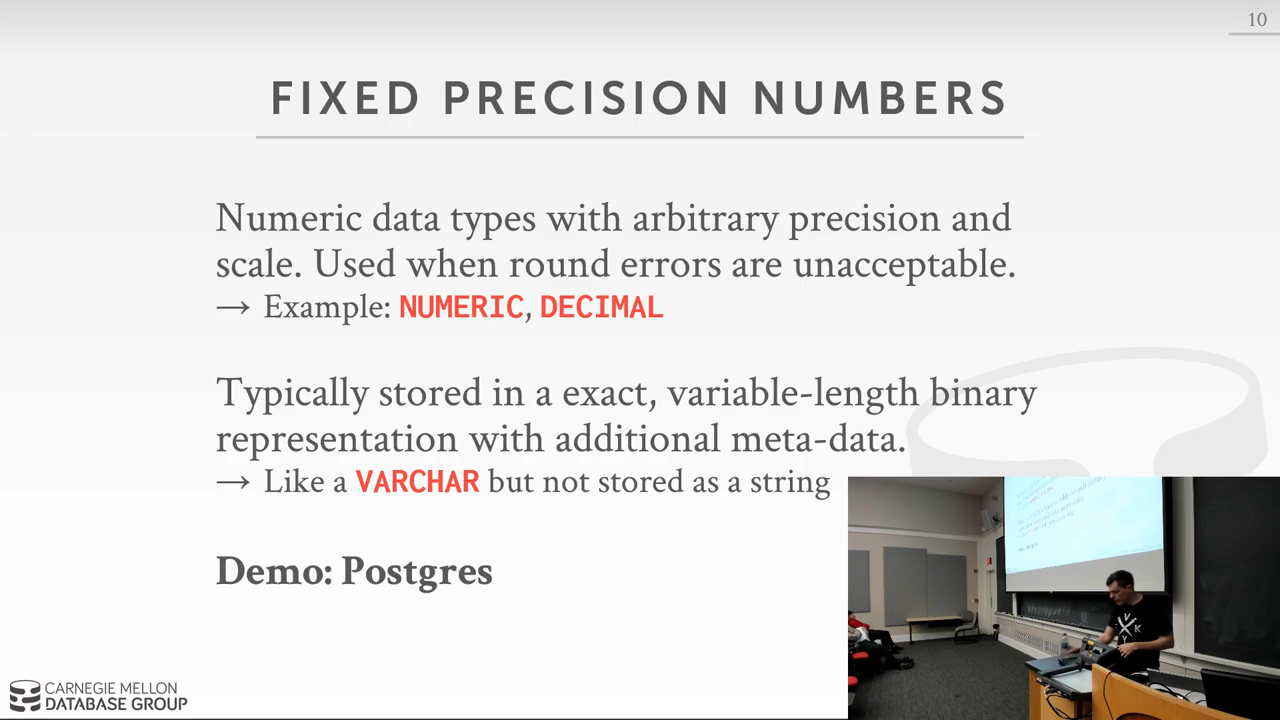 10
FIXED PRECISION NUMBERS
Numeric data types with arbitrary precision and
scale. Used when round errors are unacceptable.
→ Example: NUMERIC, DECIMAL
Typically stored in a exact, variable-length binary
representation with additional meta-data.
→ Like a VARCHAR but not stored as a string
Demo: Postgres
CARNEGIE MELLON
DATABASE GROUP